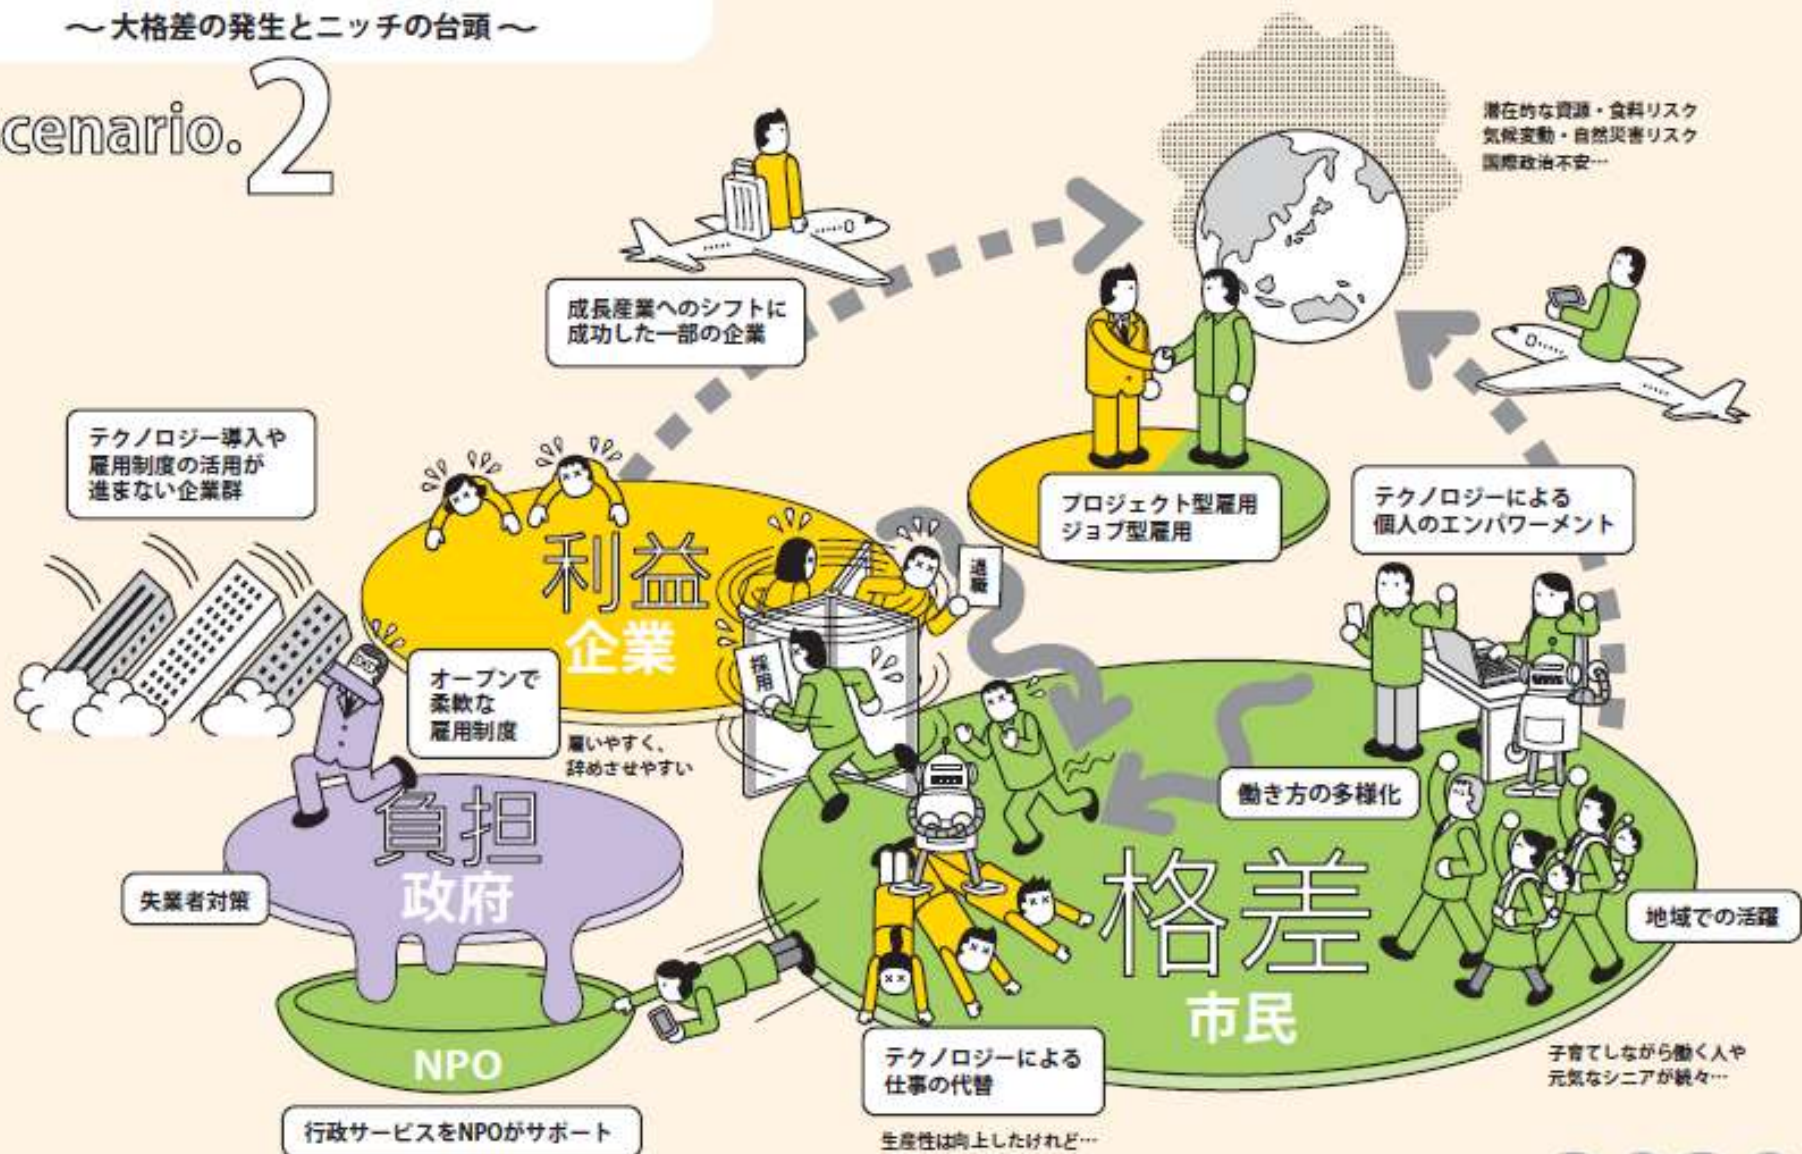 ～大格差の発生とニッチの台頭～
cenario.2
潜在的な資源・食料リスク
気候変動・自然災害リスク
国際政治不安…
成長産業へのシフトに
成功した一部の企業
テクノロジー導入や
雇用制度の活用が
進まない企業群
プロジェクト型雇用
ジョブ型雇用
テクノロジーによる
個人のエンパワーメント
利益
企業
退職
採用
オープンで
柔軟な
雇用制度
雇いやすく、
辞めさせやすい
働き方の多様化
負担
政府
失業者対策
格差
市民
地域での活躍
NPO
テクノロジーによる
仕事の代替
子育てしながら働く人や
元気なシニアが続々…
行政サービスをNPOがサポート
生産性は向上したけれど…